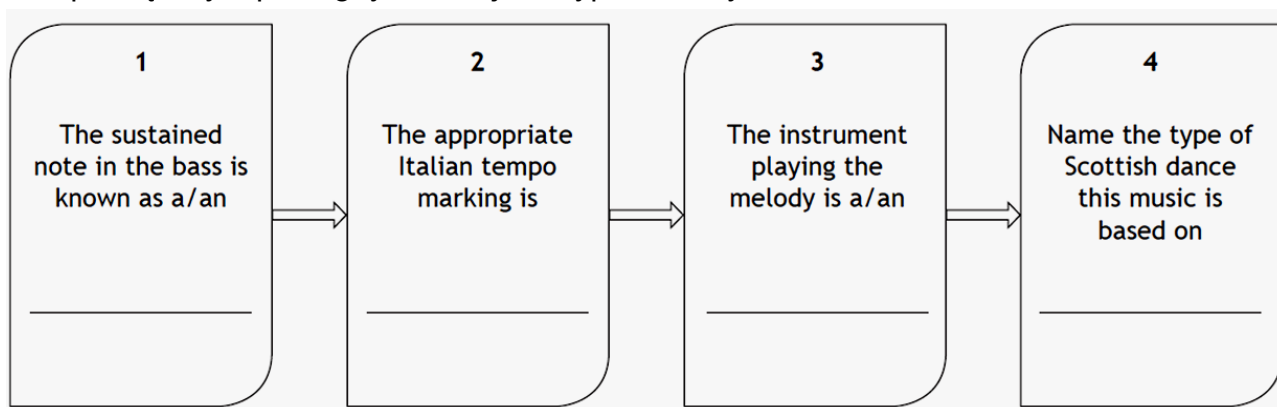 1
The sustained
note in the bass is
known as a/an
2
The appropriate
Italian tempo
marking is
3
The instrument
playing the
melody is a/an
4
Name the type of
Scottish dance
this music is
based on